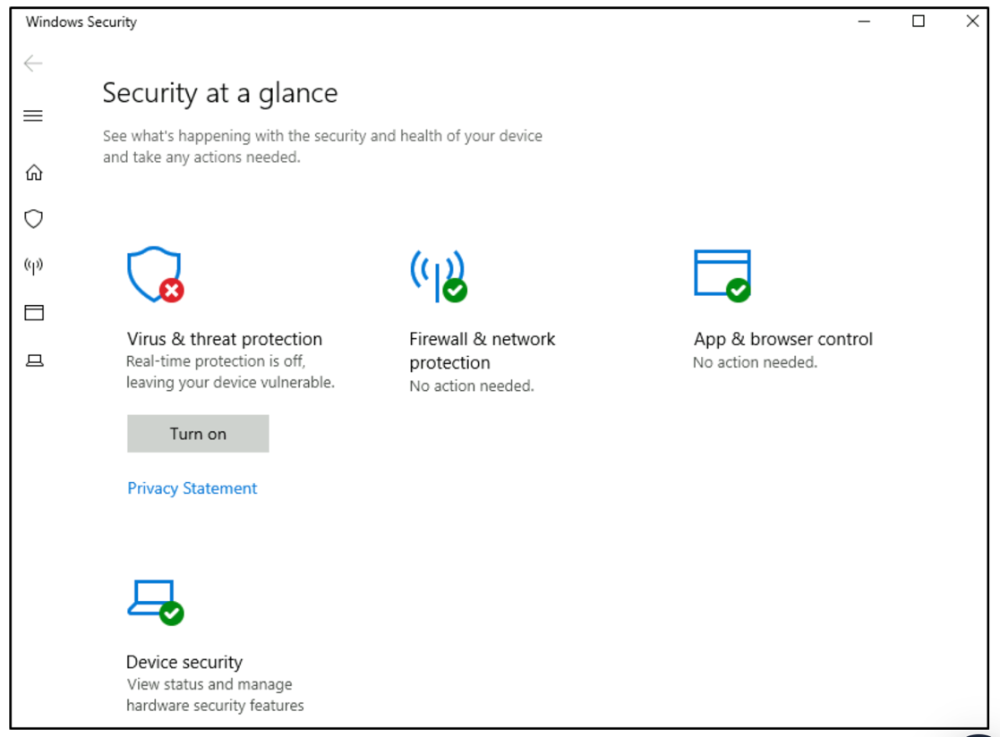 Windows Security
Security at a glance
See what's happening with the security and health of your device
and take any actions needed.
Virus & threat protection
Real-time protection is off,
leaving your device vulnerable.
Turn on
Privacy Statement
Firewall & network
protection
No action needed.
App & browser control
No action needed.
Device security
View status and manage
hardware security features